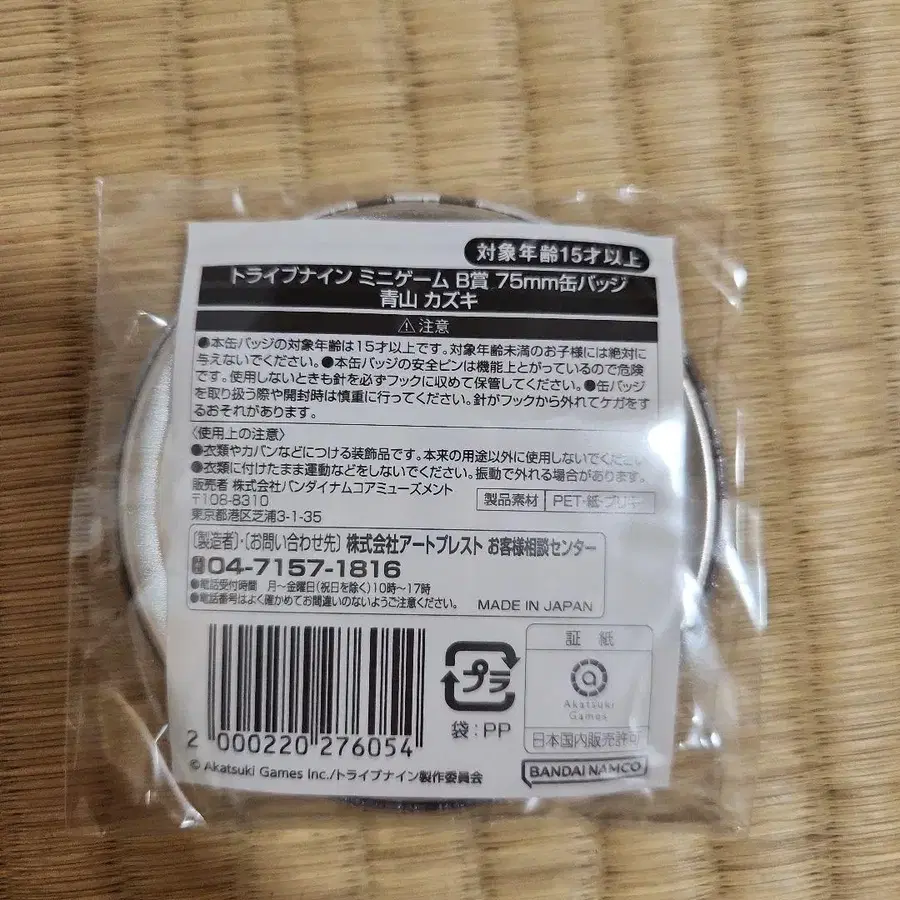 対象年齢15才以上
トライブナイン ミニゲーム B賞 75mm缶バッジ
青山 カズキ
⚠注意
●本缶バッジの対象年齢は15才以上です。対象年齢未満のお子様には絶対に
与えないでください。●本缶バッジの安全ピンは機能上とがっているので危険
です。使用しないときも針を必ずフックに収めて保管してください。●缶バッジ
を取り扱う際や開封時は慎重に行ってください。針がフックから外れてケガをす
るおそれがあります。
〈使用上の注意〉
●衣類やカバンなどにつける装飾品です。本来の用途以外に使用しないでください
●衣類に付けたまま運動などをしないでください。振動で外れる場合があります。
販売者 株式会社バンダイナムコアミューズメント
〒108-8310
東京都港区芝浦3-1-35
製品素材 PET・紙・ブリキ
〔製造者〕・〔お問い合わせ先〕 株式会社アートプレスト お客様相談センター
04-7157-1816
●電話受付時間 月～金曜日(祝日を除く)10時～17時
●電話番号はよく確かめてお間違いのないようご注意ください。
MADE IN JAPAN
2 000220 276054
プラ
袋:PP
証 紙
Akatsuki
Games
日本国内販売許可
© Akatsuki Games Inc./トライブナイン製作委員会
BANDAI NAMCO